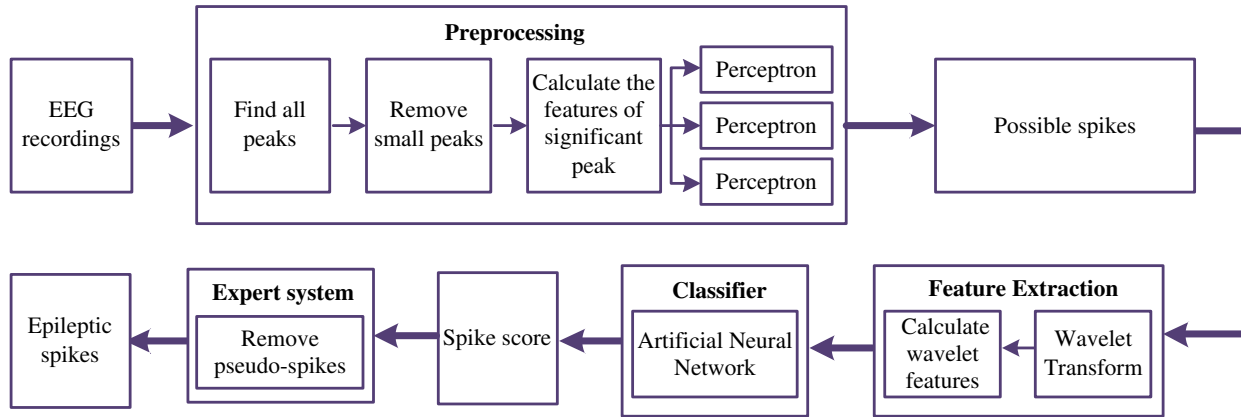 Preprocessing
EEG
recordings
Find all
peaks
Remove
small peaks
Calculate the
features of
significant
peak
Perceptron
Perceptron
Perceptron
Possible spikes
Epileptic
spikes
Expert system
Remove
pseudo-spikes
Spike score
Classifier
Artificial Neural
Network
Feature Extraction
Calculate
wavelet
features
Wavelet
Transform